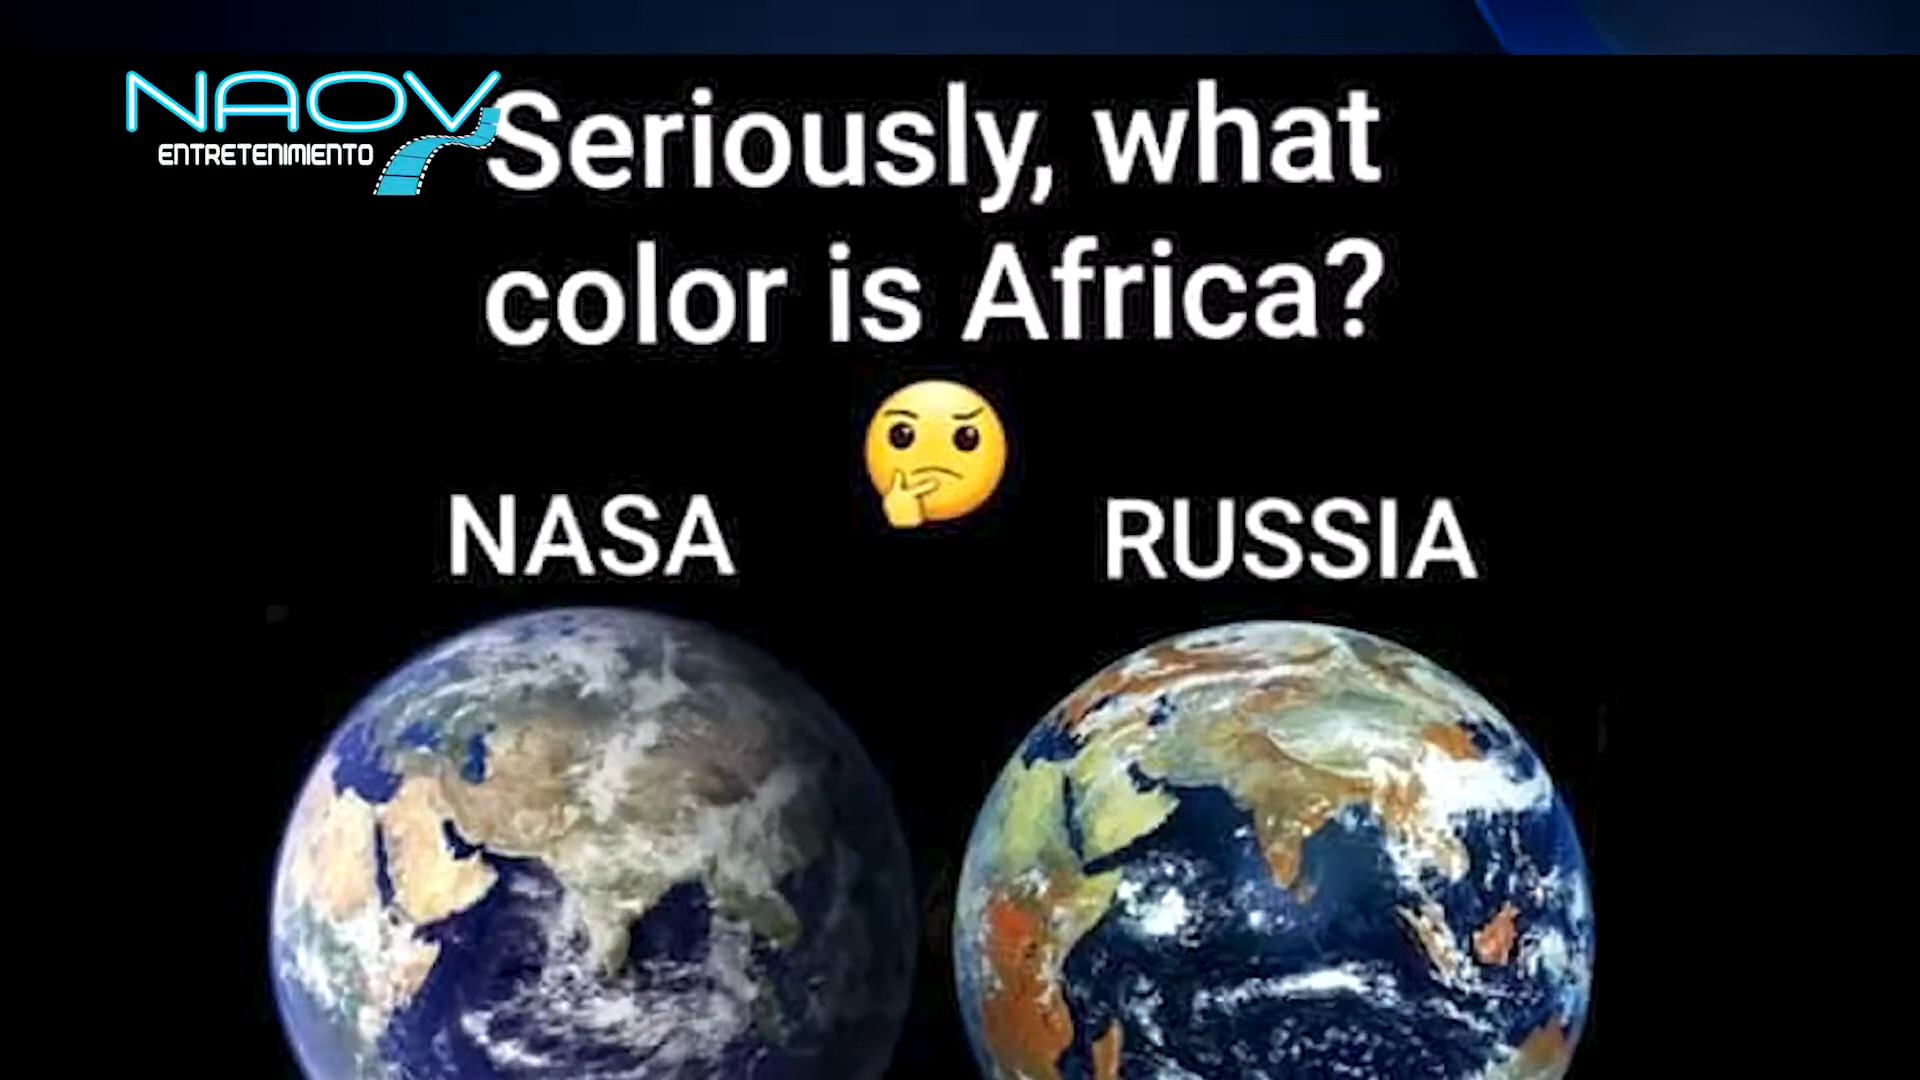 NAOV
ENTRETENIMIENTO
Seriously, what
color is Africa?
NASA
RUSSIA